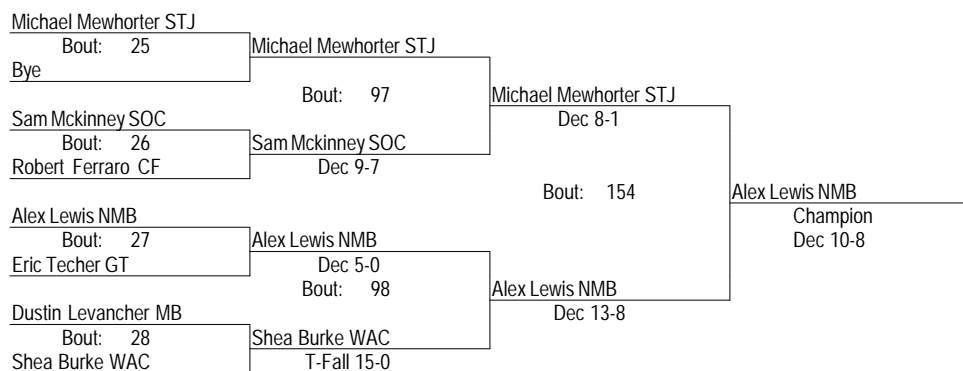 Michael Mewhorter STJ
Bout: 25
Bye
Michael Mewhorter STJ
Bout: 97
Sam Mckinney SOC
Bout: 26
Robert Ferraro CF
Sam Mckinney SOC
Dec 9-7
Michael Mewhorter STJ
Dec 8-1
Bout: 154
Alex Lewis NMB
Bout: 27
Eric Techer GT
Alex Lewis NMB
Dec 5-0
Bout: 98
Dustin Levancher MB
Bout: 28
Shea Burke WAC
Shea Burke WAC
T-Fall 15-0
Alex Lewis NMB
Dec 13-8
Alex Lewis NMB
Champion
Dec 10-8